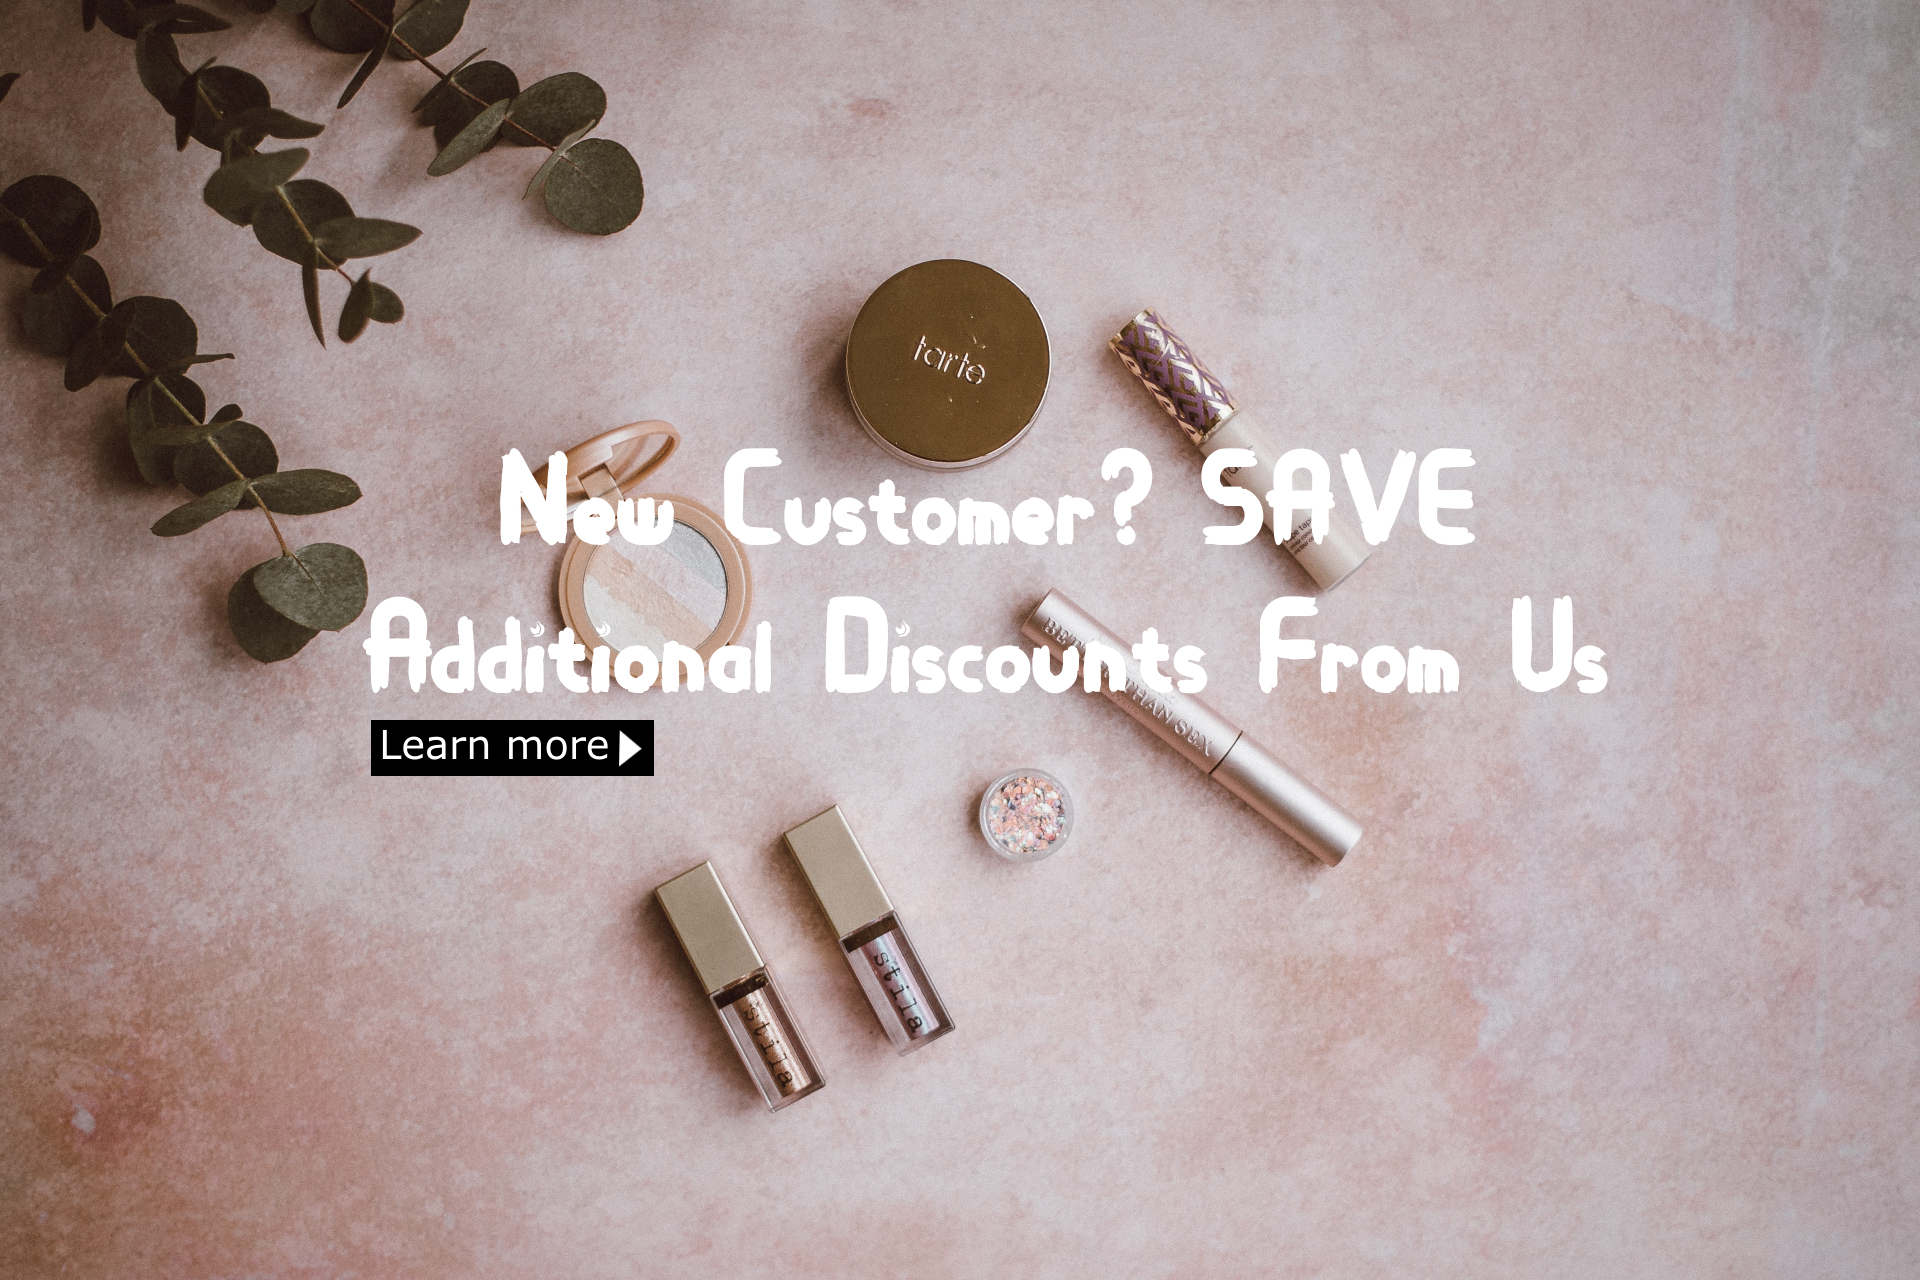 tarte
New Customer? SAVE
Additional Discounts From Us
Learn more
stila
stila